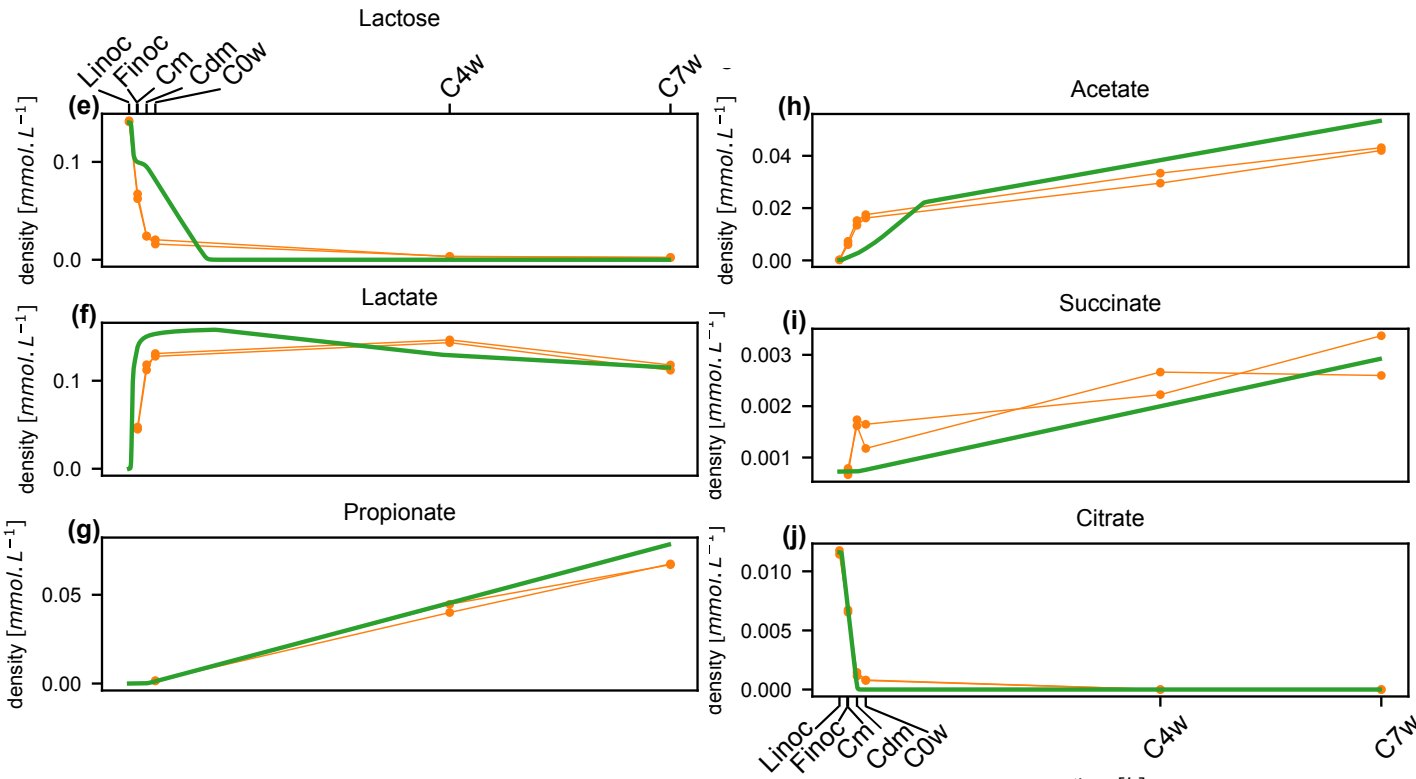 Lactose
Linoc
Finoc
Cm
Cdm
C0w
C4w
C7w
(e)
density [mmol. L⁻¹]
0.1
0.0
Lactate
(f)
density [mmol. L⁻¹]
0.1
0.0
Propionate
(g)
density [mmol. L⁻¹]
0.05
0.00
Acetate
(h)
density [mmol. L⁻¹]
0.04
0.02
0.00
Succinate
(i)
density [mmol. L⁻¹]
0.003
0.002
0.001
Citrate
(j)
density [mmol. L⁻¹]
0.010
0.005
0.000
Linoc
Finoc
Cm
Cdm
C0w
C4w
C7w